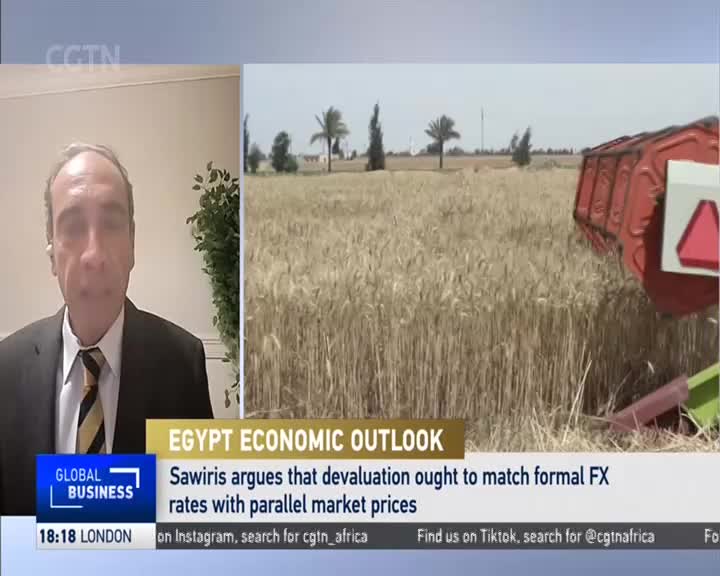 CGTN
EGYPT ECONOMIC OUTLOOK
GLOBAL
BUSINESS
Sawiris argues that devaluation ought to match formal FX
rates with parallel market prices
18:18 LONDON
on Instagram, search for cgtn_africa Find us on Tiktok, search for @cgtnafrica Fo